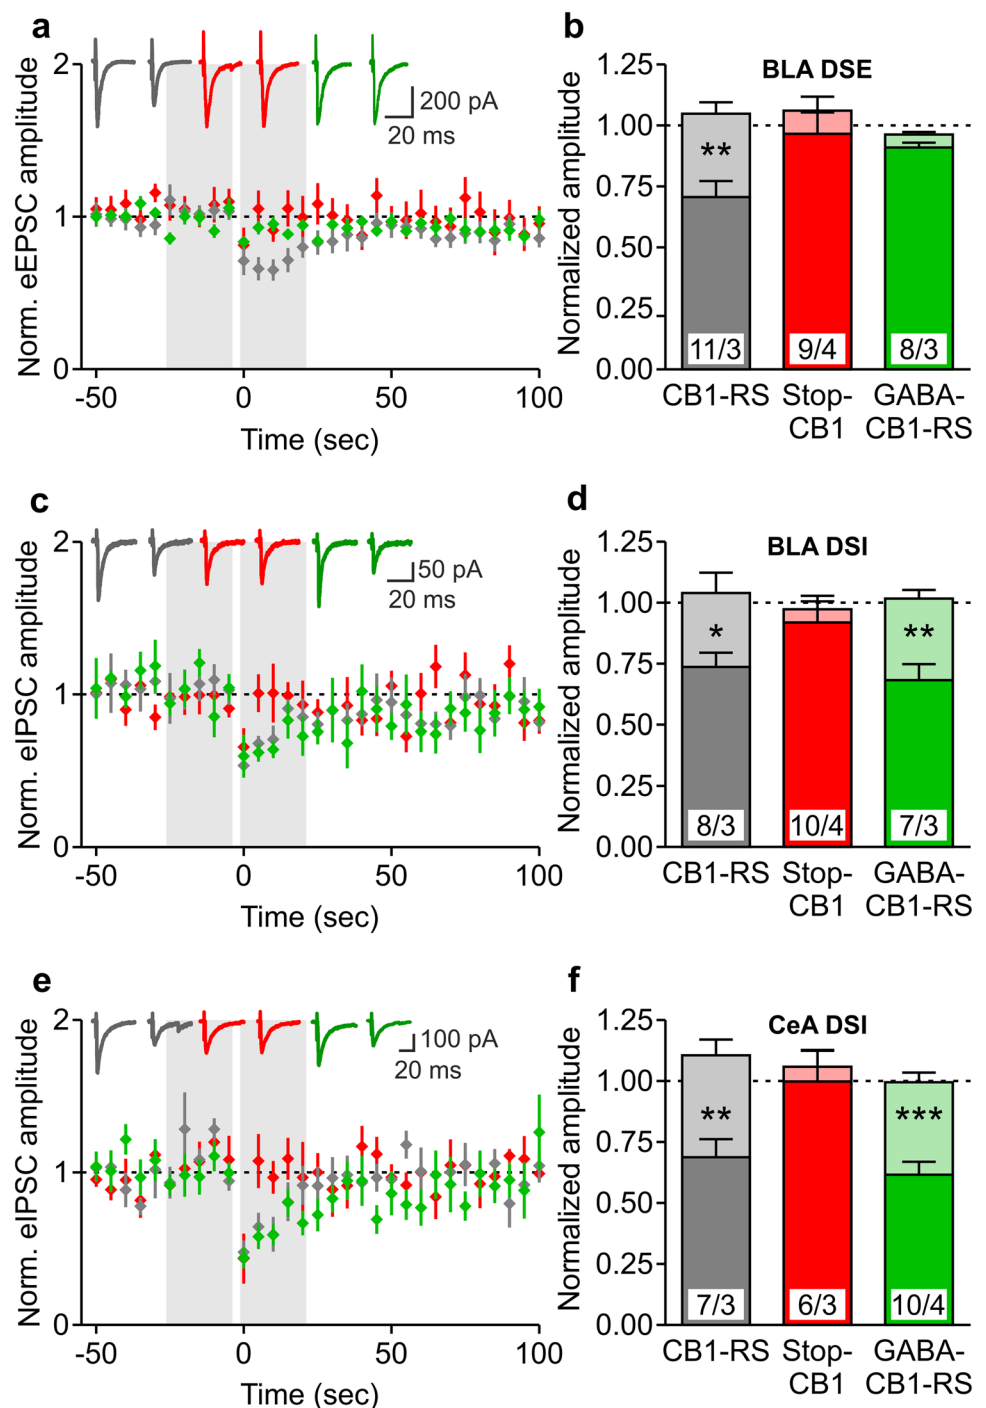 a
2
1
0
Norm. eEPSC amplitude
200 pA
20 ms
-50
0
50
100
Time (sec)
b
BLA DSE
1.25
1.00
0.75
0.50
0.25
0.00
Normalized amplitude
**
11/3
9/4
8/3
CB1-RS
Stop-
CB1
GABA-
CB1-RS
c
2
1
0
Norm. eIPSC amplitude
50 pA
20 ms
-50
0
50
100
Time (sec)
d
BLA DSI
1.25
1.00
0.75
0.50
0.25
0.00
Normalized amplitude
*
**
8/3
10/4
7/3
CB1-RS
Stop-
CB1
GABA-
CB1-RS
e
2
1
0
Norm. eIPSC amplitude
100 pA
20 ms
-50
0
50
100
Time (sec)
f
CeA DSI
1.25
1.00
0.75
0.50
0.25
0.00
Normalized amplitude
**
***
7/3
6/3
10/4
CB1-RS
Stop-
CB1
GABA-
CB1-RS